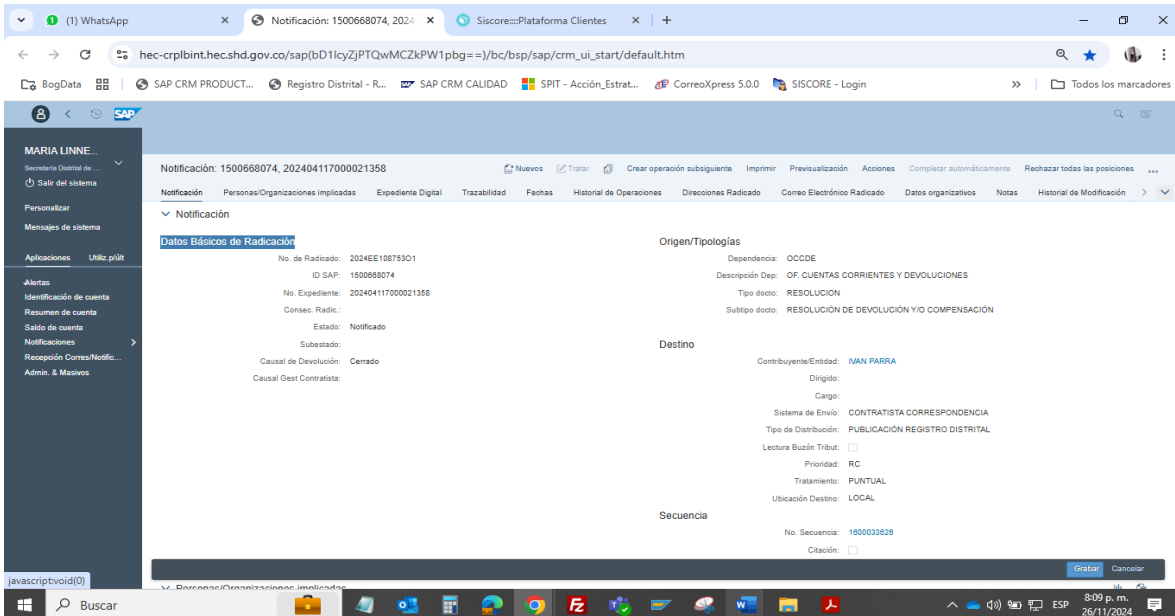 (1) WhatsApp
Notificación: 1500668074, 2024
Siscore::::Plataforma Clientes
hec-crplbint.hec.shd.gov.co/sap(bD1lcyZjPTQwMCZkPW1pbg==)/bc/bsp/sap/crm_ui_start/default.htm
BogData
SAP CRM PRODUCT...
Registro Distrital - R...
SAP CRM CALIDAD
SPIT - Acción_Estrat...
CorreoXpress 5.0.0
SISCORE - Login
Todos los marcadores
SAP
MARIA LINNE...
Secretaría Distrital de ...
Salir del sistema
Personalizar
Mensajes de sistema
Aplicaciones Utiliz.p/últ
Alertas
Identificación de cuenta
Resumen de cuenta
Saldo de cuenta
Notificaciones
Recepción Corres/Notific...
Admin. & Masivos
Notificación: 1500668074, 202404117000021358
Nuevos Tratar Crear operación subsiguiente Imprimir Previsualización Acciones Completar automáticamente Rechazar todas las posiciones
Notificación Personas/Organizaciones implicadas Expediente Digital Trazabilidad Fechas Historial de Operaciones Direcciones Radicado Correo Electrónico Radicado Datos organizativos Notas Historial de Modificación
Notificación
Datos Básicos de Radicación
No. de Radicado: 2024EE108753O1
ID SAP: 1500668074
No. Expediente: 202404117000021358
Consec. Radic.:
Estado: Notificado
Subestado:
Causal de Devolución: Cerrado
Causal Gest Contratista:
Origen/Tipologías
Dependencia: OCCDE
Descripción Dep: OF. CUENTAS CORRIENTES Y DEVOLUCIONES
Tipo docto: RESOLUCION
Subtipo docto: RESOLUCIÓN DE DEVOLUCIÓN Y/O COMPENSACIÓN
Destino
Contribuyente/Entidad: IVAN PARRA
Dirigido:
Cargo:
Sistema de Envío: CONTRATISTA CORRESPONDENCIA
Tipo de Distribución: PUBLICACIÓN REGISTRO DISTRITAL
Lectura Buzón Tribut:
Prioridad: RC
Tratamiento: PUNTUAL
Ubicación Destino: LOCAL
Secuencia
No. Secuencia: 1600033626
Citación:
Grabar Cancelar
Personas/Organizaciones implicadas
javascript:void(0)
Buscar
ESP
8:09 p. m.
26/11/2024